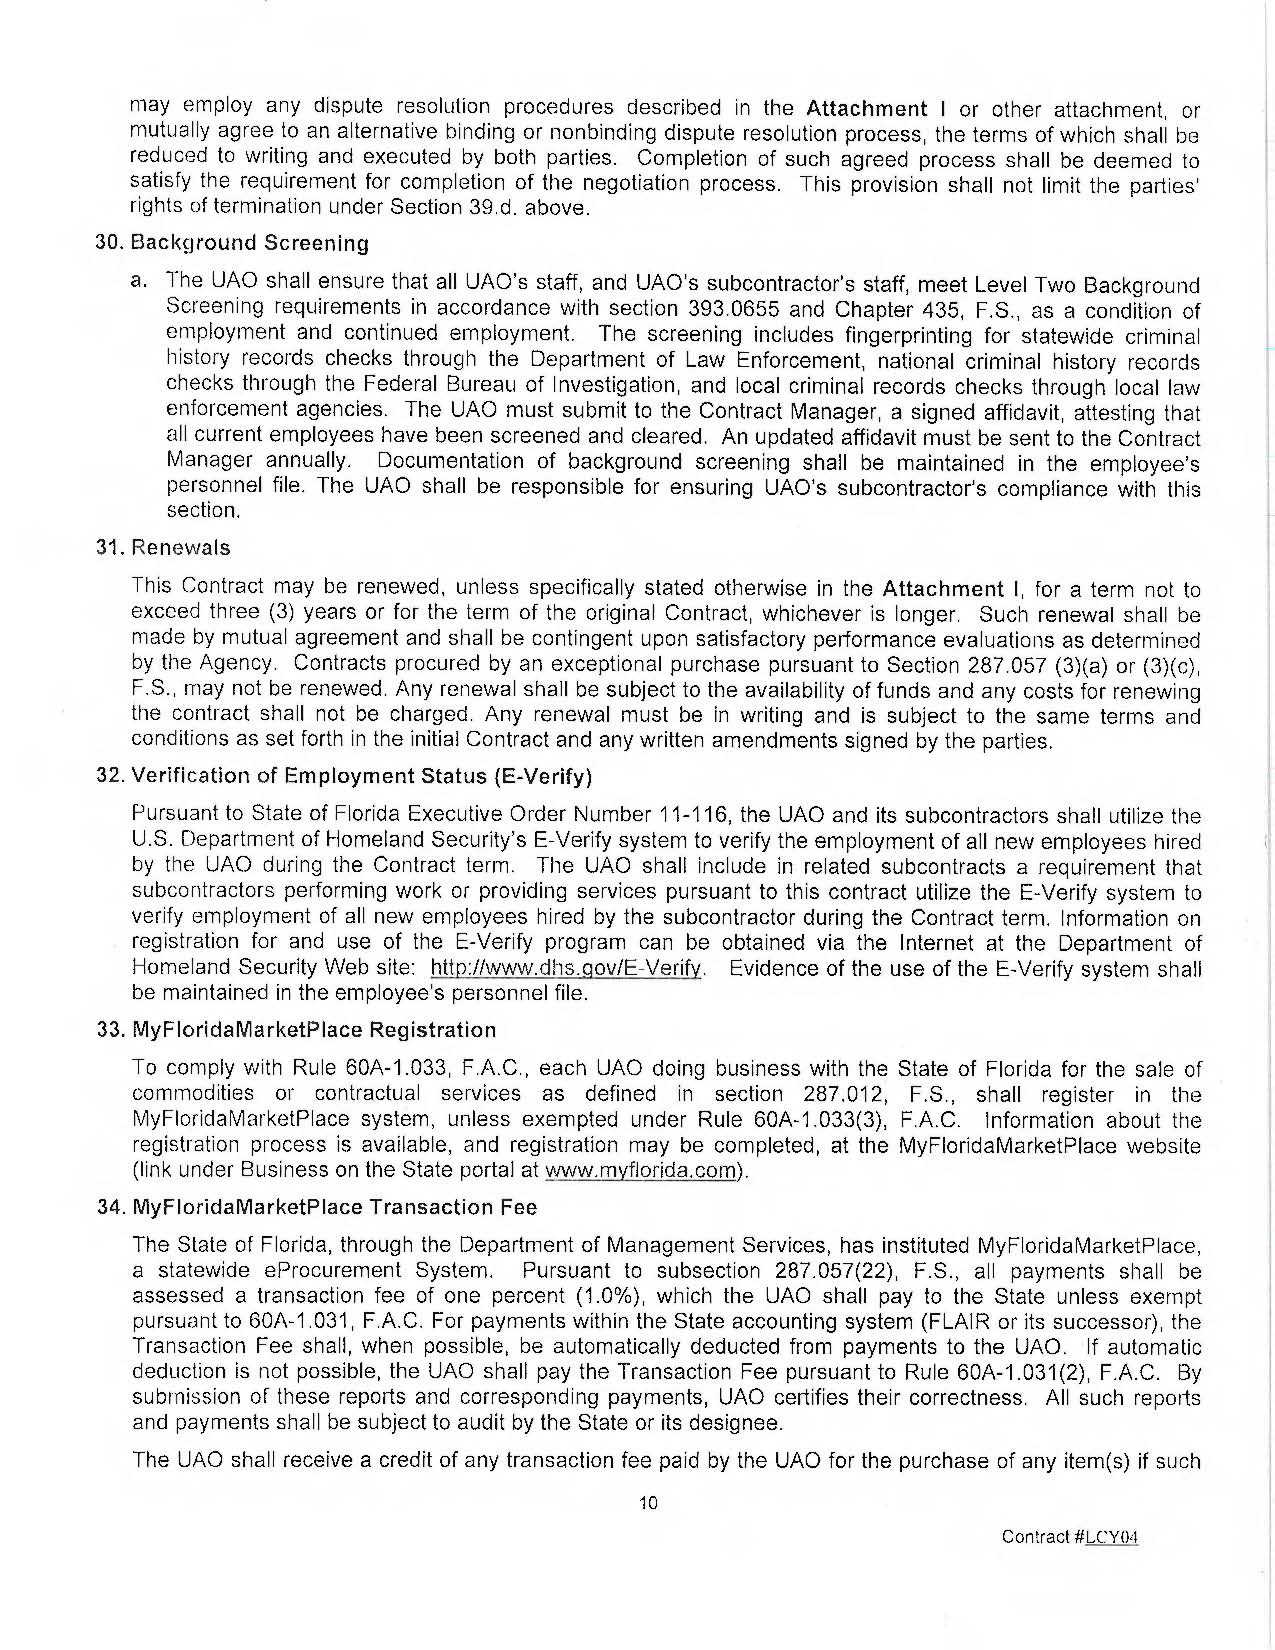 may employ any dispute resolution procedures described in the Attachment I or other attachment, or
mutually agree to an alternative binding or nonbinding dispute resolution process, the terms of which shall be
reduced to writing and executed by both parties. Completion of such agreed process shall be deemed to
satisfy the requirement for completion of the negotiation process. This provision shall not limit the parties'
rights of termination under Section 39.d. above.
30. Background Screening
a. The UAO shall ensure that all UAO's staff, and UAO's subcontractor's staff, meet Level Two Background
Screening requirements in accordance with section 393.0655 and Chapter 435, F.S., as a condition of
employment and continued employment. The screening includes fingerprinting for statewide criminal
history records checks through the Department of Law Enforcement, national criminal history records
checks through the Federal Bureau of Investigation, and local criminal records checks through local law
enforcement agencies. The UAO must submit to the Contract Manager, a signed affidavit, attesting that
all current employees have been screened and cleared. An updated affidavit must be sent to the Contract
Manager annually. Documentation of background screening shall be maintained in the employee's
personnel file. The UAO shall be responsible for ensuring UAO's subcontractor's compliance with this
section.
31. Renewals
This Contract may be renewed, unless specifically stated otherwise in the Attachment I, for a term not to
exceed three (3) years or for the term of the original Contract, whichever is longer. Such renewal shall be
made by mutual agreement and shall be contingent upon satisfactory performance evaluations as determined
by the Agency. Contracts procured by an exceptional purchase pursuant to Section 287.057 (3)(a) or (3)(c),
F.S., may not be renewed. Any renewal shall be subject to the availability of funds and any costs for renewing
the contract shall not be charged. Any renewal must be in writing and is subject to the same terms and
conditions as set forth in the initial Contract and any written amendments signed by the parties.
32. Verification of Employment Status (E-Verify)
Pursuant to State of Florida Executive Order Number 11-116, the UAO and its subcontractors shall utilize the
U.S. Department of Homeland Security's E-Verify system to verify the employment of all new employees hired
by the UAO during the Contract term. The UAO shall include in related subcontracts a requirement that
subcontractors performing work or providing services pursuant to this contract utilize the E-Verify system to
verify employment of all new employees hired by the subcontractor during the Contract term. Information on
registration for and use of the E-Verify program can be obtained via the Internet at the Department of
Homeland Security Web site: http://www.dhs.gov/E-Verify. Evidence of the use of the E-Verify system shall
be maintained in the employee's personnel file.
33. MyFloridaMarketPlace Registration
To comply with Rule 60A-1.033, F.A.C., each UAO doing business with the State of Florida for the sale of
commodities or contractual services as defined in section 287.012, F.S., shall register in the
MyFloridaMarketPlace system, unless exempted under Rule 60A-1.033(3), F.A.C. Information about the
registration process is available, and registration may be completed, at the MyFloridaMarketPlace website
(link under Business on the State portal at www.myflorida.com).
34. MyFloridaMarketPlace Transaction Fee
The State of Florida, through the Department of Management Services, has instituted MyFloridaMarketPlace,
a statewide eProcurement System. Pursuant to subsection 287.057(22), F.S., all payments shall be
assessed a transaction fee of one percent (1.0%), which the UAO shall pay to the State unless exempt
pursuant to 60A-1.031, F.A.C. For payments within the State accounting system (FLAIR or its successor), the
Transaction Fee shall, when possible, be automatically deducted from payments to the UAO. If automatic
deduction is not possible, the UAO shall pay the Transaction Fee pursuant to Rule 60A-1.031(2), F.A.C. By
submission of these reports and corresponding payments, UAO certifies their correctness. All such reports
and payments shall be subject to audit by the State or its designee.
The UAO shall receive a credit of any transaction fee paid by the UAO for the purchase of any item(s) if such
10
Contract #LCY04